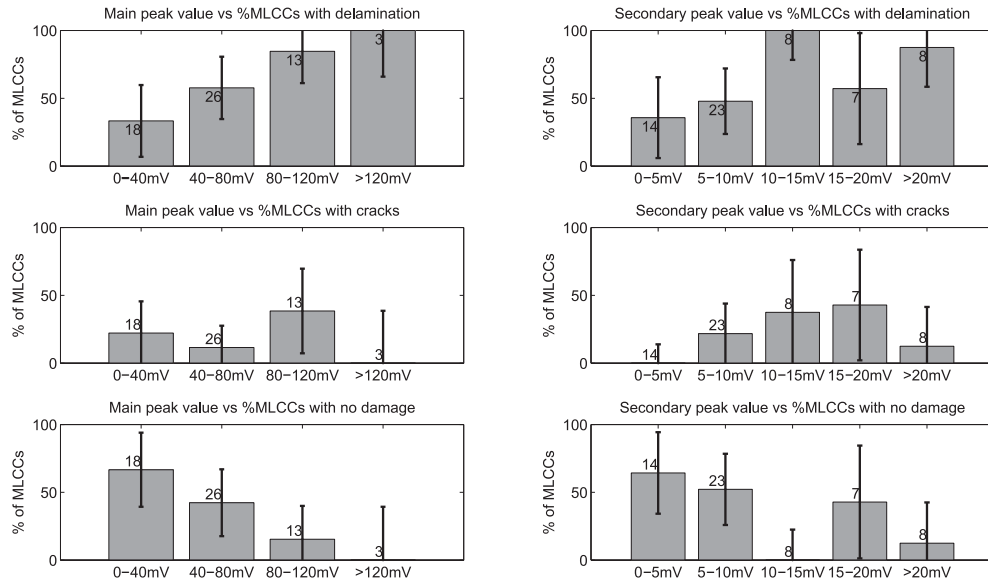 Main peak value vs %MLCCs with delamination
100
50
0
% of MLCCs
18
26
13
3
0−40mV 40−80mV 80−120mV >120mV
Secondary peak value vs %MLCCs with delamination
100
50
0
% of MLCCs
14
23
8
7
8
0−5mV 5−10mV 10−15mV 15−20mV >20mV
Main peak value vs %MLCCs with cracks
100
50
0
% of MLCCs
18
26
13
3
0−40mV 40−80mV 80−120mV >120mV
Secondary peak value vs %MLCCs with cracks
100
50
0
% of MLCCs
14
23
8
7
8
0−5mV 5−10mV 10−15mV 15−20mV >20mV
Main peak value vs %MLCCs with no damage
100
50
0
% of MLCCs
18
26
13
3
0−40mV 40−80mV 80−120mV >120mV
Secondary peak value vs %MLCCs with no damage
100
50
0
% of MLCCs
14
23
8
7
8
0−5mV 5−10mV 10−15mV 15−20mV >20mV